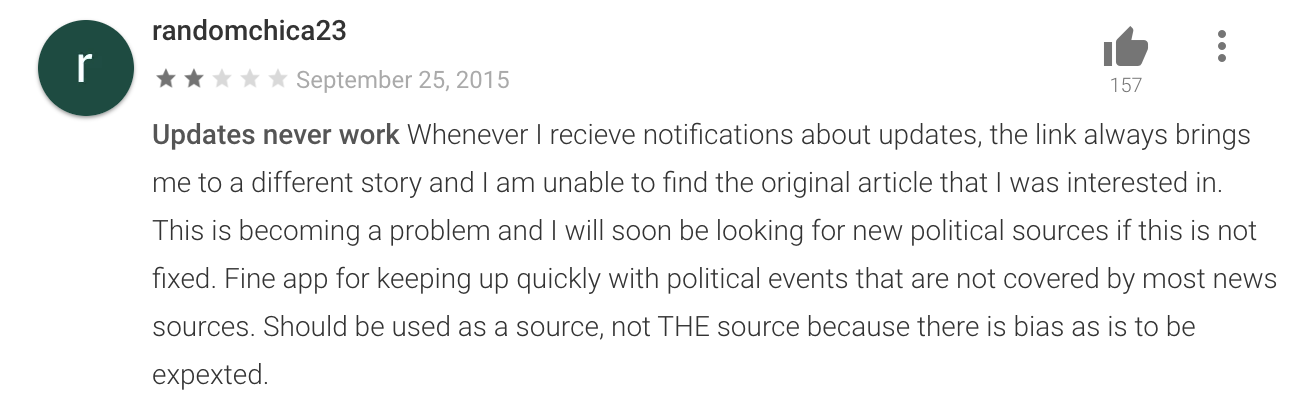 r
randomchica23
September 25, 2015
157
Updates never work Whenever I recieve notifications about updates, the link always brings
me to a different story and I am unable to find the original article that I was interested in.
This is becoming a problem and I will soon be looking for new political sources if this is not
fixed. Fine app for keeping up quickly with political events that are not covered by most news
sources. Should be used as a source, not THE source because there is bias as is to be
expexted.